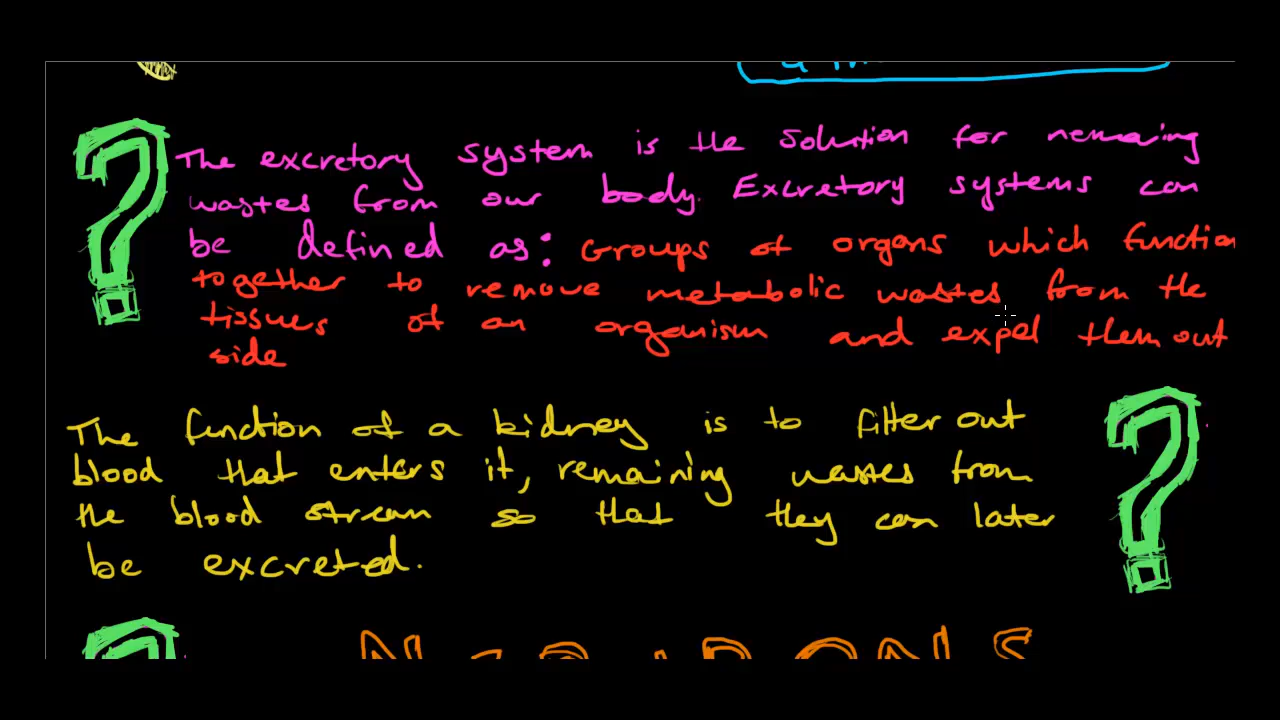 The excretory system is the solution for remaining
wastes from our body. Excretory systems can
be defined as: Groups of organs which function
together to remove metabolic wastes from the
tissues of an organism and expel them out
side
The function of a kidney is to filter out
blood that enters it, remaining wastes from
the blood stream so that they can later
be excreted.